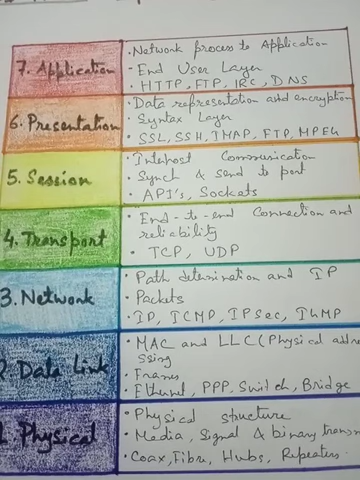 7. Application
• Network process to Application
- End User Layer
• HTTP, FTP, IRC, DNS
6. Presentation
• Data representation and encryption
• Syntax Layer
• SSL, SSH, IMAP, FTP, MPEG
5. Session
• Interhost Communication
• Synch & send to port
• API's, Sockets
4. Transport
• End-to-end Connection and
reliability
• TCP, UDP
3. Network
• Path determination and IP
• Packets
• IP, ICMP, IPSec, IGMP
2. Data Link
• MAC and LLC (Physical addre
ssing
• Frames
• Ethernet, PPP, Switch, Bridge
1. Physical
• Physical structure
• Media, Signal & binary transm
• Coax, Fibre, Hubs, Repeaters